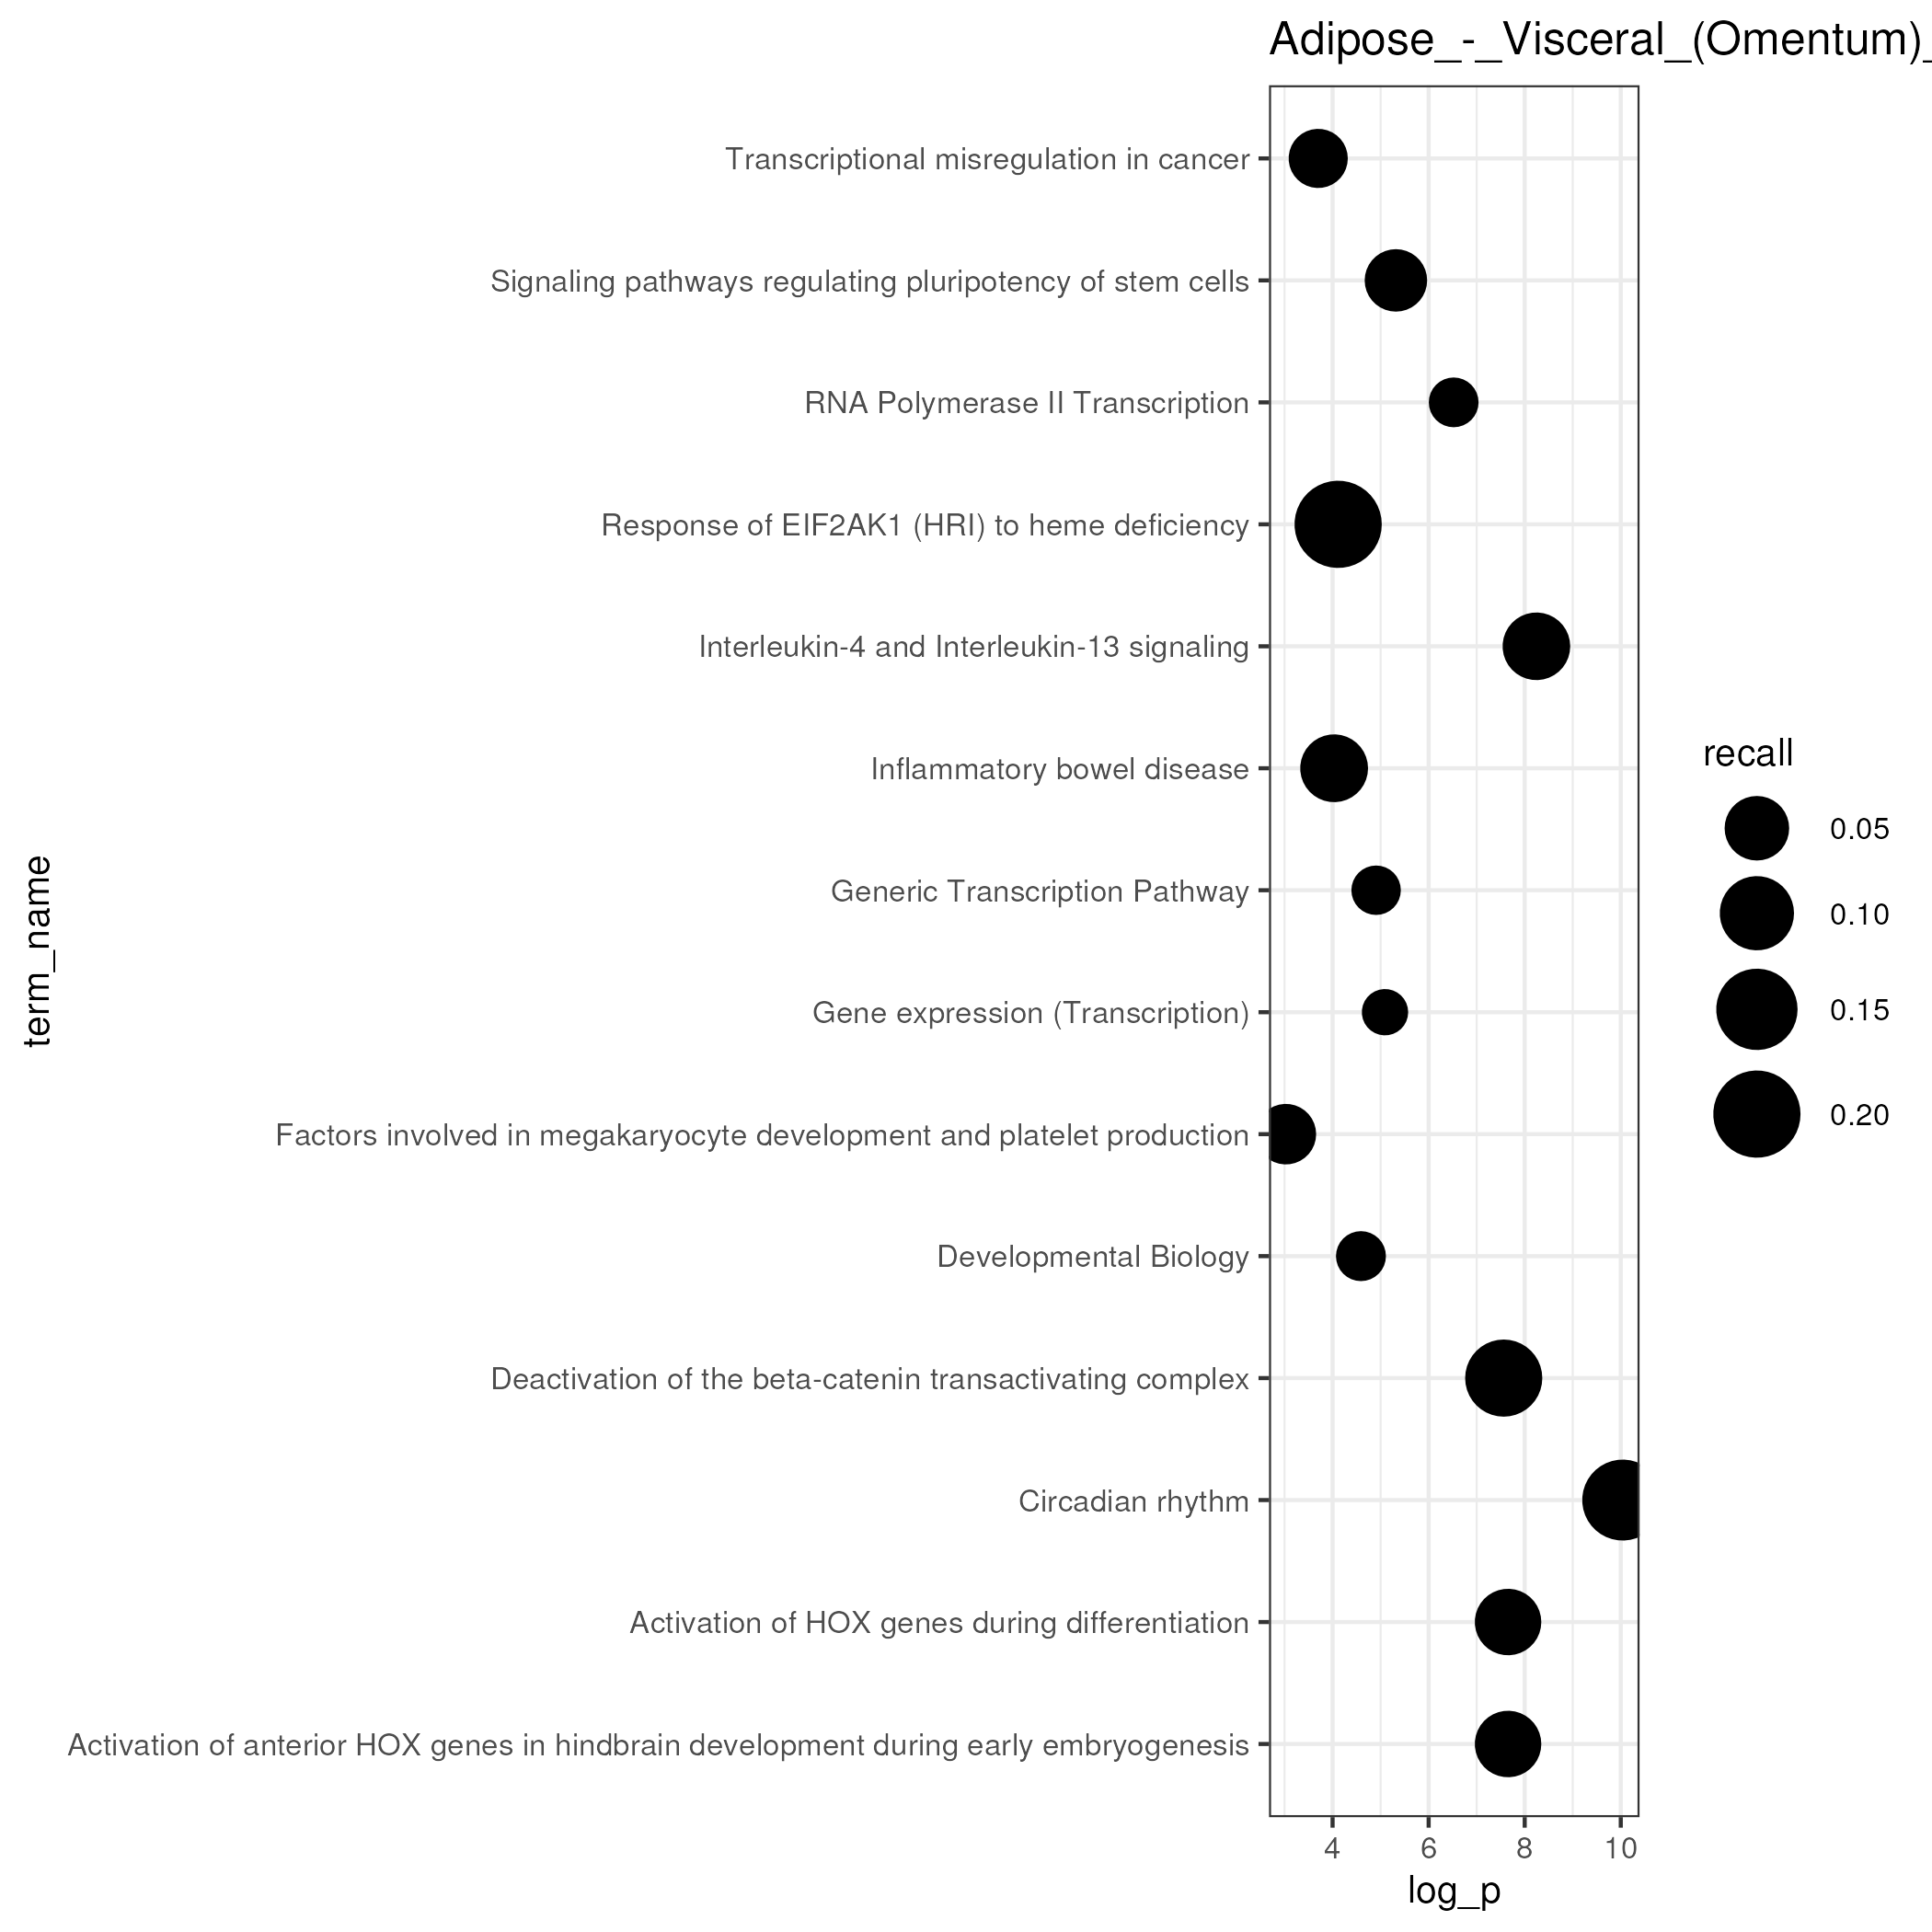 Adipose_-_Visceral_(Omentum)_
Transcriptional misregulation in cancer
Signaling pathways regulating pluripotency of stem cells
RNA Polymerase II Transcription
Response of EIF2AK1 (HRI) to heme deficiency
Interleukin-4 and Interleukin-13 signaling
Inflammatory bowel disease
Generic Transcription Pathway
Gene expression (Transcription)
Factors involved in megakaryocyte development and platelet production
Developmental Biology
Deactivation of the beta-catenin transactivating complex
Circadian rhythm
Activation of HOX genes during differentiation
Activation of anterior HOX genes in hindbrain development during early embryogenesis
term_name
4 6 8 10
log_p
recall
0.05
0.10
0.15
0.20